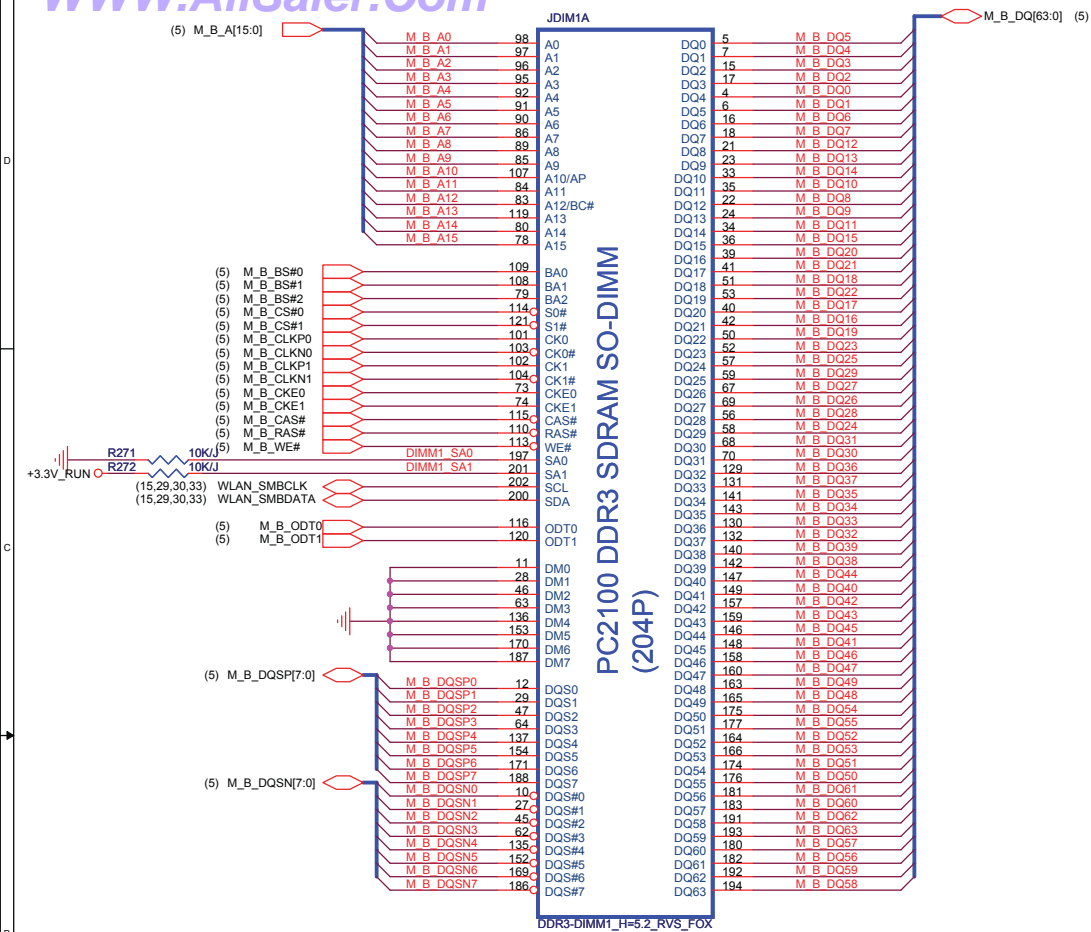 WWW.AllSaler.Com
JDIM1A
(5) M_B_A[15:0]
M_B_A0 98 A0
M_B_A1 97 A1
M_B_A2 96 A2
M_B_A3 95 A3
M_B_A4 92 A4
M_B_A5 91 A5
M_B_A6 90 A6
M_B_A7 86 A7
M_B_A8 89 A8
M_B_A9 85 A9
M_B_A10 107 A10/AP
M_B_A11 84 A11
M_B_A12 83 A12/BC#
M_B_A13 119 A13
M_B_A14 80 A14
M_B_A15 78 A15
(5) M_B_BS#0 109 BA0
(5) M_B_BS#1 108 BA1
(5) M_B_BS#2 79 BA2
(5) M_B_CS#0 114 S0#
(5) M_B_CS#1 121 S1#
(5) M_B_CLKP0 101 CK0
(5) M_B_CLKN0 103 CK0#
(5) M_B_CLKP1 102 CK1
(5) M_B_CLKN1 104 CK1#
(5) M_B_CKE0 73 CKE0
(5) M_B_CKE1 74 CKE1
(5) M_B_CAS# 115 CAS#
(5) M_B_RAS# 110 RAS#
(5) M_B_WE# 113 WE#
R271 10K/J DIMM1_SA0 197 SA0
+3.3V_RUN R272 10K/J DIMM1_SA1 201 SA1
(15,29,30,33) WLAN_SMBCLK 202 SCL
(15,29,30,33) WLAN_SMBDATA 200 SDA
(5) M_B_ODT0 116 ODT0
(5) M_B_ODT1 120 ODT1
11 DM0
28 DM1
46 DM2
63 DM3
136 DM4
153 DM5
170 DM6
187 DM7
(5) M_B_DQSP[7:0]
M_B_DQSP0 12 DQS0
M_B_DQSP1 29 DQS1
M_B_DQSP2 47 DQS2
M_B_DQSP3 64 DQS3
M_B_DQSP4 137 DQS4
M_B_DQSP5 154 DQS5
M_B_DQSP6 171 DQS6
M_B_DQSP7 188 DQS7
(5) M_B_DQSN[7:0]
M_B_DQSN0 10 DQS#0
M_B_DQSN1 27 DQS#1
M_B_DQSN2 45 DQS#2
M_B_DQSN3 62 DQS#3
M_B_DQSN4 135 DQS#4
M_B_DQSN5 152 DQS#5
M_B_DQSN6 169 DQS#6
M_B_DQSN7 186 DQS#7
PC2100 DDR3 SDRAM SO-DIMM
(204P)
M_B_DQ[63:0] (5)
DQ0 5 M_B_DQ5
DQ1 7 M_B_DQ4
DQ2 15 M_B_DQ3
DQ3 17 M_B_DQ2
DQ4 4 M_B_DQ0
DQ5 6 M_B_DQ1
DQ6 16 M_B_DQ6
DQ7 18 M_B_DQ7
DQ8 21 M_B_DQ12
DQ9 23 M_B_DQ13
DQ10 33 M_B_DQ14
DQ11 35 M_B_DQ10
DQ12 22 M_B_DQ8
DQ13 24 M_B_DQ9
DQ14 34 M_B_DQ11
DQ15 36 M_B_DQ15
DQ16 39 M_B_DQ20
DQ17 41 M_B_DQ21
DQ18 51 M_B_DQ18
DQ19 53 M_B_DQ22
DQ20 40 M_B_DQ17
DQ21 42 M_B_DQ16
DQ22 50 M_B_DQ19
DQ23 52 M_B_DQ23
DQ24 57 M_B_DQ25
DQ25 59 M_B_DQ29
DQ26 67 M_B_DQ27
DQ27 69 M_B_DQ26
DQ28 56 M_B_DQ28
DQ29 58 M_B_DQ24
DQ30 68 M_B_DQ31
DQ31 70 M_B_DQ30
DQ32 129 M_B_DQ36
DQ33 131 M_B_DQ37
DQ34 141 M_B_DQ35
DQ35 143 M_B_DQ34
DQ36 130 M_B_DQ33
DQ37 132 M_B_DQ32
DQ38 140 M_B_DQ39
DQ39 142 M_B_DQ38
DQ40 147 M_B_DQ44
DQ41 149 M_B_DQ40
DQ42 157 M_B_DQ42
DQ43 159 M_B_DQ43
DQ44 146 M_B_DQ45
DQ45 148 M_B_DQ41
DQ46 158 M_B_DQ46
DQ47 160 M_B_DQ47
DQ48 163 M_B_DQ49
DQ49 165 M_B_DQ48
DQ50 175 M_B_DQ54
DQ51 177 M_B_DQ55
DQ52 164 M_B_DQ52
DQ53 166 M_B_DQ53
DQ54 174 M_B_DQ51
DQ55 176 M_B_DQ50
DQ56 181 M_B_DQ61
DQ57 183 M_B_DQ60
DQ58 191 M_B_DQ62
DQ59 193 M_B_DQ63
DQ60 180 M_B_DQ57
DQ61 182 M_B_DQ56
DQ62 192 M_B_DQ59
DQ63 194 M_B_DQ58
DDR3-DIMM1_H=5.2_RVS_FOX
D
C